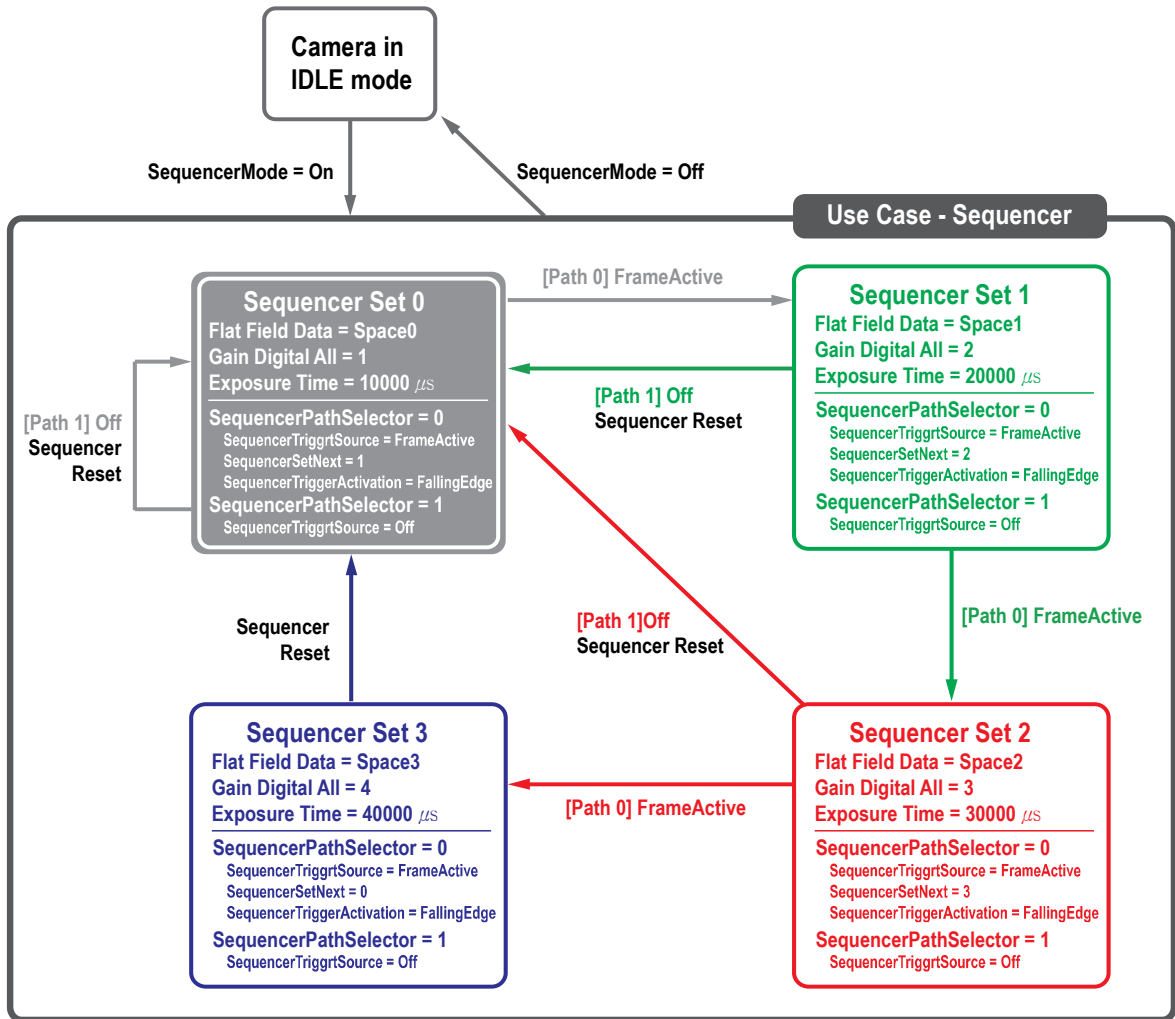 Camera in
IDLE mode
SequencerMode = On
SequencerMode = Off
Use Case - Sequencer
[Path 0] FrameActive
Sequencer Set 0
Flat Field Data = Space0
Gain Digital All = 1
Exposure Time = 10000 μs
SequencerPathSelector = 0
SequencerTriggrtSource = FrameActive
SequencerSetNext = 1
SequencerTriggerActivation = FallingEdge
SequencerPathSelector = 1
SequencerTriggrtSource = Off
[Path 1] Off
Sequencer
Reset
Sequencer Set 1
Flat Field Data = Space1
Gain Digital All = 2
Exposure Time = 20000 μs
SequencerPathSelector = 0
SequencerTriggrtSource = FrameActive
SequencerSetNext = 2
SequencerTriggerActivation = FallingEdge
SequencerPathSelector = 1
SequencerTriggrtSource = Off
[Path 1] Off
Sequencer Reset
[Path 0] FrameActive
[Path 1]Off
Sequencer Reset
Sequencer
Reset
Sequencer Set 3
Flat Field Data = Space3
Gain Digital All = 4
Exposure Time = 40000 μs
SequencerPathSelector = 0
SequencerTriggrtSource = FrameActive
SequencerSetNext = 0
SequencerTriggerActivation = FallingEdge
SequencerPathSelector = 1
SequencerTriggrtSource = Off
[Path 0] FrameActive
Sequencer Set 2
Flat Field Data = Space2
Gain Digital All = 3
Exposure Time = 30000 μs
SequencerPathSelector = 0
SequencerTriggrtSource = FrameActive
SequencerSetNext = 3
SequencerTriggerActivation = FallingEdge
SequencerPathSelector = 1
SequencerTriggrtSource = Off